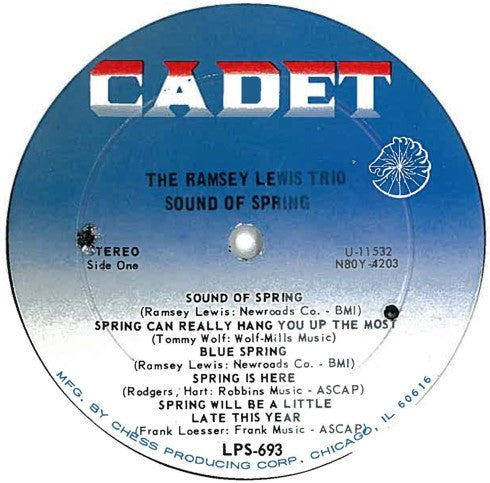 CADET
THE RAMSEY LEWIS TRIO
SOUND OF SPRING
STEREO
Side One
U-11532
N80Y-4203
SOUND OF SPRING
(Ramsey Lewis: Newroads Co. - BMI)
SPRING CAN REALLY HANG YOU UP THE MOST
(Tommy Wolf: Wolf-Mills Music)
BLUE SPRING
(Ramsey Lewis: Newroads Co. - BMI)
SPRING IS HERE
(Rodgers, Hart: Robbins Music - ASCAP)
SPRING WILL BE A LITTLE
LATE THIS YEAR
(Frank Loesser: Frank Music - ASCAP)
LPS-693
MFG. BY CHESS PRODUCING CORP, CHICAGO, IL 60616